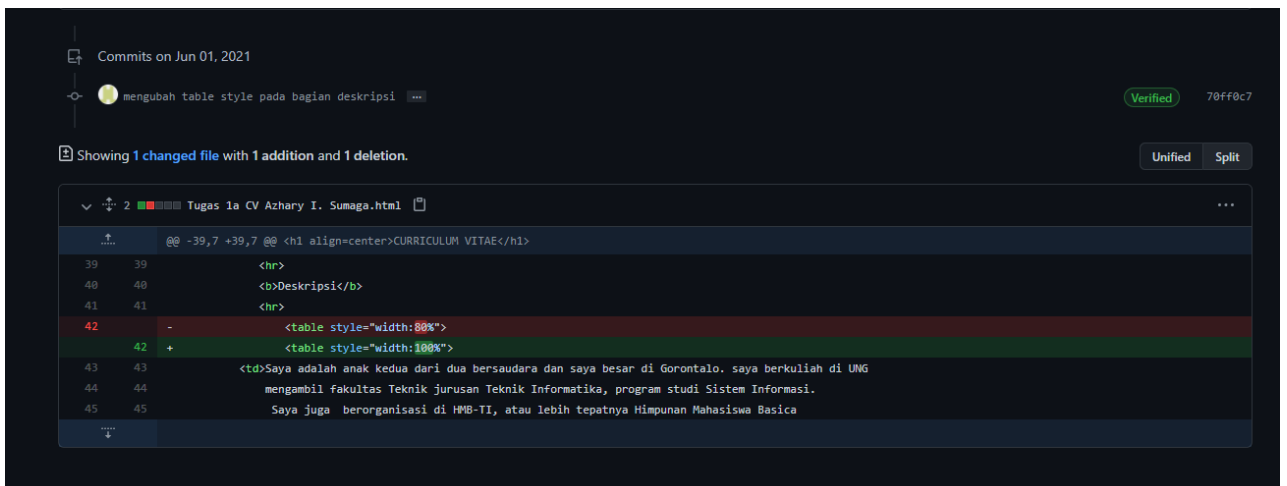 Commits on Jun 01, 2021
mengubah table style pada bagian deskripsi ...
Verified 70ff0c7
Showing 1 changed file with 1 addition and 1 deletion.
Unified Split
2 Tugas 1a CV Azhary I. Sumaga.html
...
@@ -39,7 +39,7 @@ <h1 align=center>CURRICULUM VITAE</h1>
39 39 <hr>
40 40 <b>Deskripsi</b>
41 41 <hr>
42 - <table style="width:80%">
42 + <table style="width:100%">
43 43 <td>Saya adalah anak kedua dari dua bersaudara dan saya besar di Gorontalo. saya berkuliah di UNG
44 44 mengambil fakultas Teknik jurusan Teknik Informatika, program studi Sistem Informasi.
45 45 Saya juga  berorganisasi di HMB-TI, atau lebih tepatnya Himpunan Mahasiswa Basica